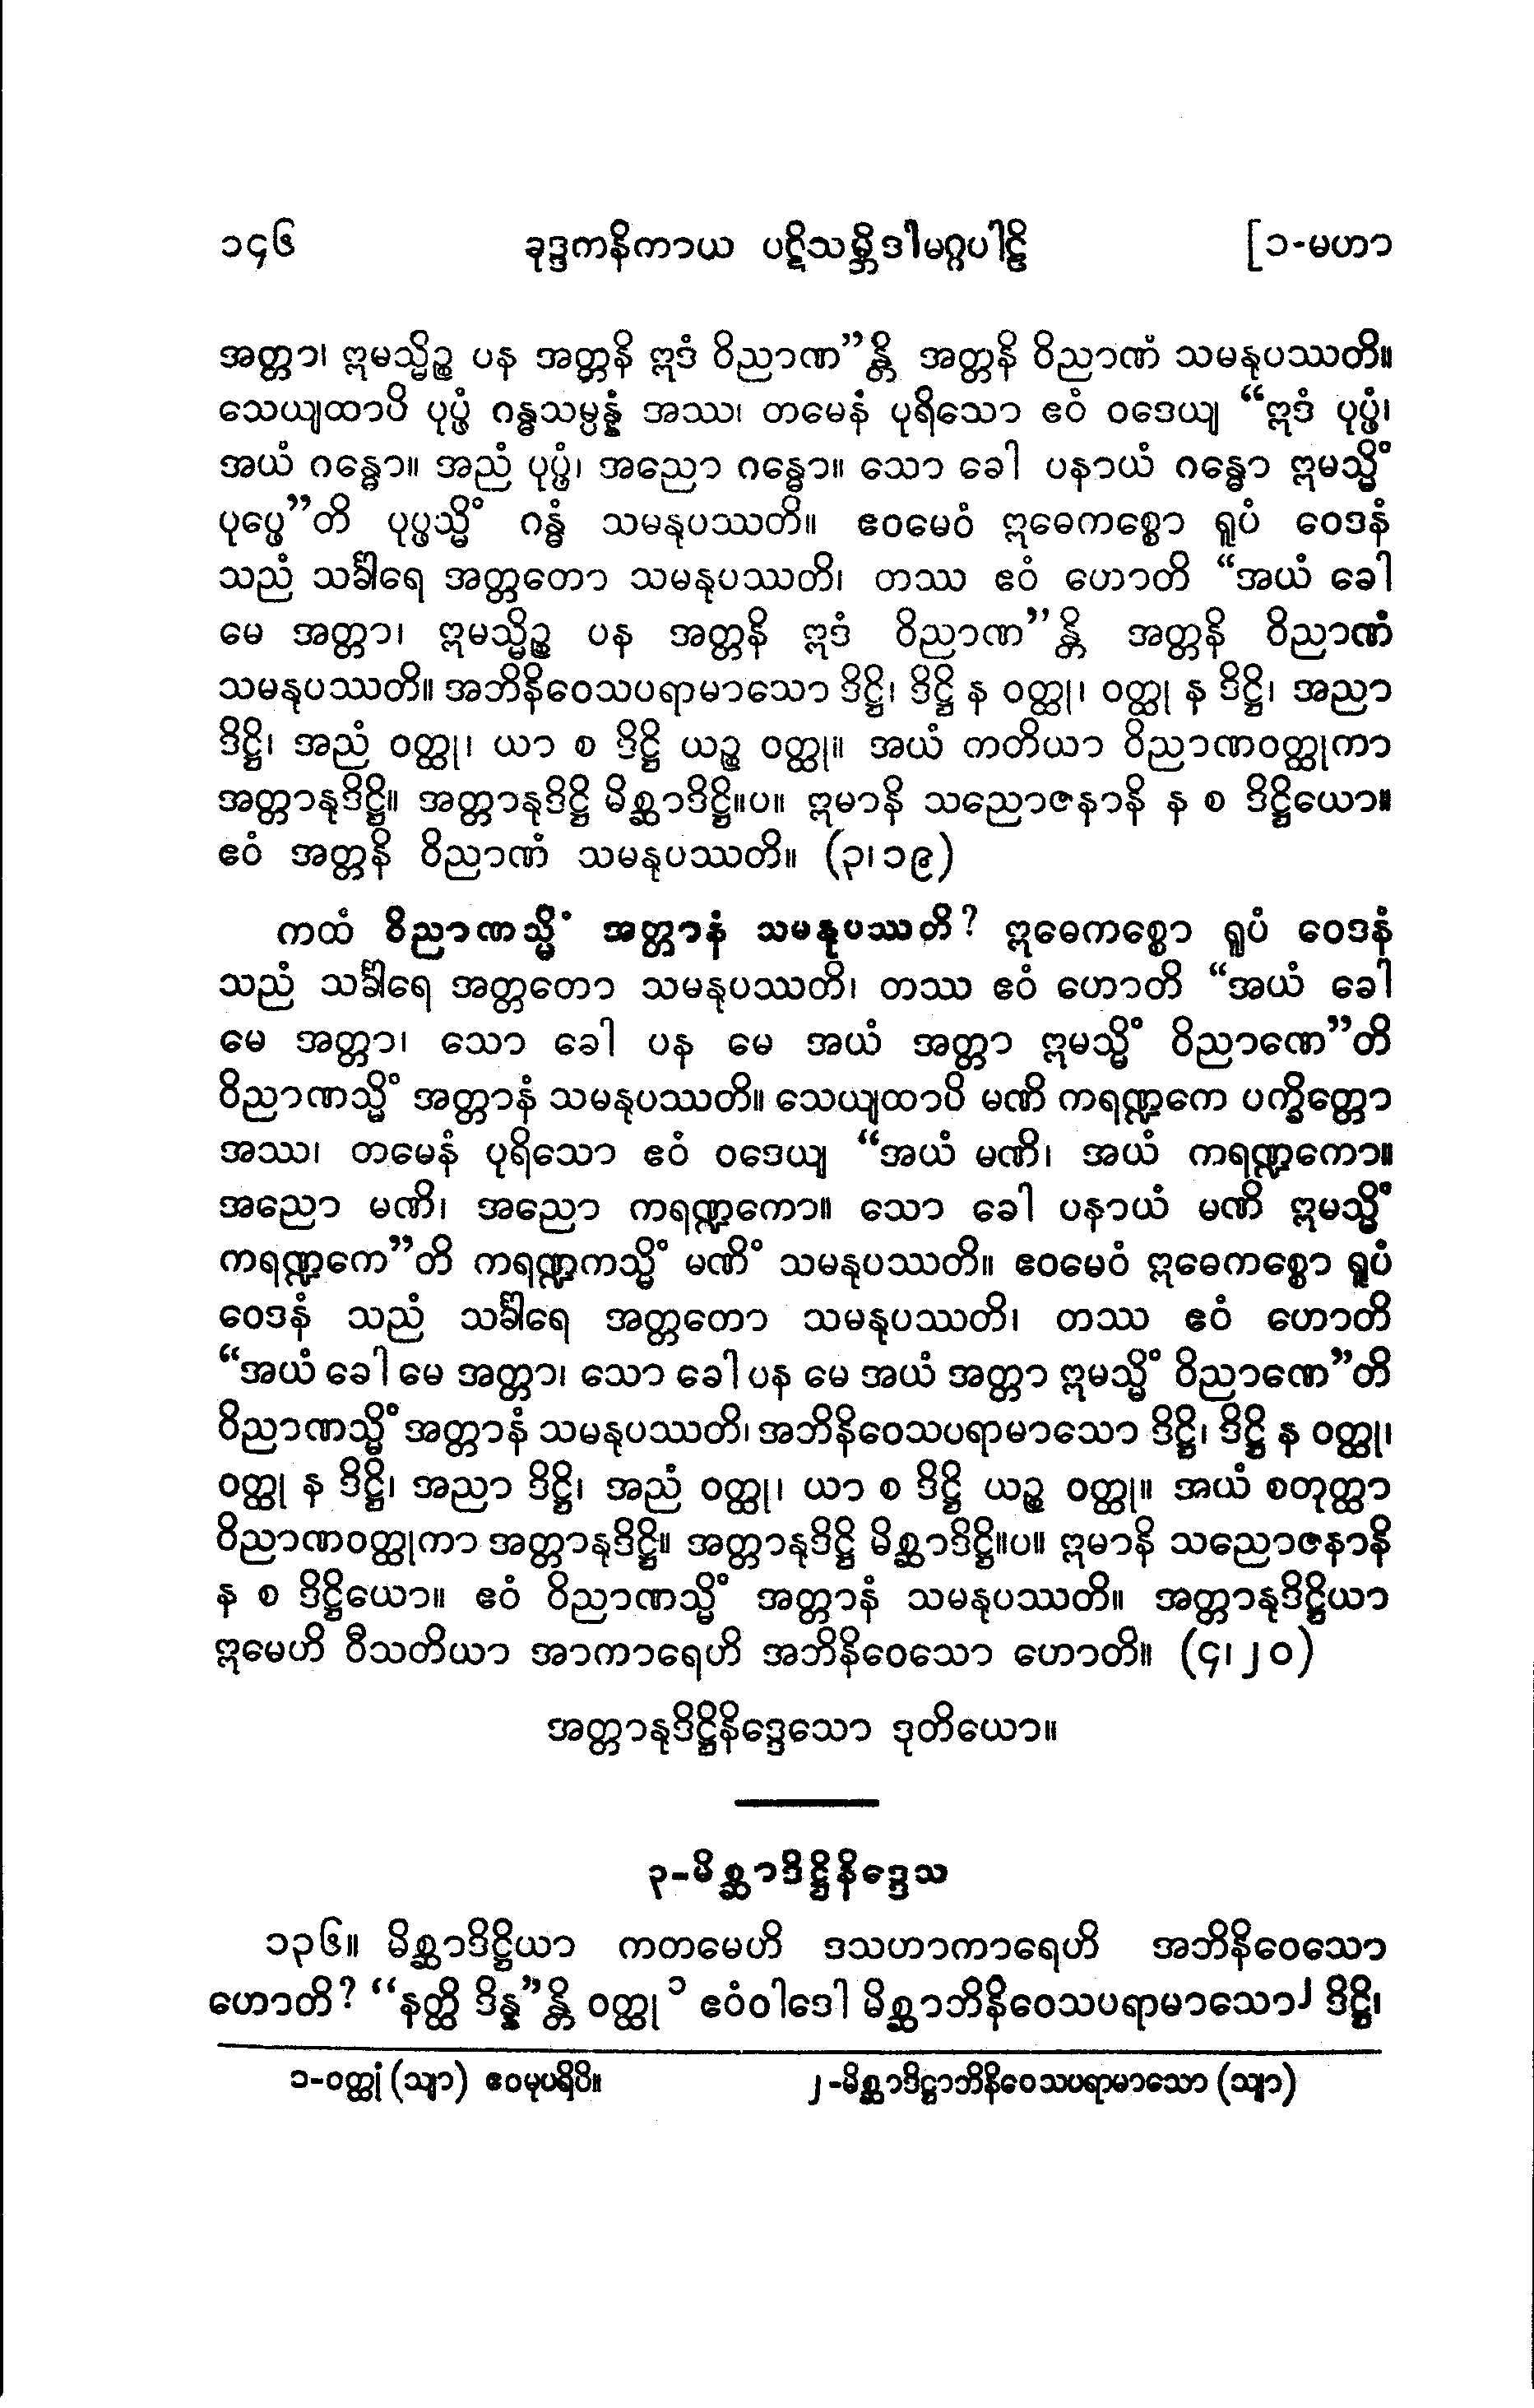 ၁၄၆ ခုဒ္ဒကနိကာယ ပဋိသမ္ဘိဒါမဂ္ဂပါဠိ [၁-မဟာ
အတ္တာ၊ ဣမသ္မိဉ္စ ပန အတ္တနိ ဣဒံ ဝိညာဏ”န္တိ အတ္တနိ ဝိညာဏံ သမနုပဿတိ။
သေယျထာပိ ပုပ္ဖံ ဂန္ဓသမ္ပန္နံ အဿ၊ တမေနံ ပုရိသော ဧဝံ ဝဒေယျ “ဣဒံ ပုပ္ဖံ၊
အယံ ဂန္ဓော။ အညံ ပုပ္ဖံ၊ အညော ဂန္ဓော။ သော ခေါ ပနာယံ ဂန္ဓော ဣမသ္မိံ
ပုပ္ဖေ”တိ ပုပ္ဖသ္မိံ ဂန္ဓံ သမနုပဿတိ။ ဧဝမေဝံ ဣဓေကစ္စော ရူပံ ဝေဒနံ
သညံ သင်္ခါရေ အတ္တတော သမနုပဿတိ၊ တဿ ဧဝံ ဟောတိ “အယံ ခေါ
မေ အတ္တာ၊ ဣမသ္မိဉ္စ ပန အတ္တနိ ဣဒံ ဝိညာဏ”န္တိ အတ္တနိ ဝိညာဏံ
သမနုပဿတိ။ အဘိနိဝေသပရာမာသော ဒိဋ္ဌိ၊ ဒိဋ္ဌိ န ဝတ္ထု၊ ဝတ္ထု န ဒိဋ္ဌိ၊ အညာ
ဒိဋ္ဌိ၊ အညံ ဝတ္ထု၊ ယာ စ ဒိဋ္ဌိ ယဉ္စ ဝတ္ထု။ အယံ ကတိယာ ဝိညာဏဝတ္ထုကာ
အတ္တာနုဒိဋ္ဌိ။ အတ္တာနုဒိဋ္ဌိ မိစ္ဆာဒိဋ္ဌိ။ပ။ ဣမာနိ သညောဇနာနိ န စ ဒိဋ္ဌိယော။
ဧဝံ အတ္တနိ ဝိညာဏံ သမနုပဿတိ။ (၃၊၁၉)
ကထံ ဝိညာဏသ္မိံ အတ္တာနံ သမနုပဿတိ? ဣဓေကစ္စော ရူပံ ဝေဒနံ
သညံ သင်္ခါရေ အတ္တတော သမနုပဿတိ၊ တဿ ဧဝံ ဟောတိ “အယံ ခေါ
မေ အတ္တာ၊ သော ခေါ ပန မေ အယံ အတ္တာ ဣမသ္မိံ ဝိညာဏေ”တိ
ဝိညာဏသ္မိံ အတ္တာနံ သမနုပဿတိ။ သေယျထာပိ မဏိ ကရဏ္ဍကေ ပက္ခိတ္တော
အဿ၊ တမေနံ ပုရိသော ဧဝံ ဝဒေယျ “အယံ မဏိ၊ အယံ ကရဏ္ဍကော။
အညော မဏိ၊ အညော ကရဏ္ဍကော။ သော ခေါ ပနာယံ မဏိ ဣမသ္မိံ
ကရဏ္ဍကေ”တိ ကရဏ္ဍကသ္မိံ မဏိံ သမနုပဿတိ။ ဧဝမေဝံ ဣဓေကစ္စော ရူပံ
ဝေဒနံ သညံ သင်္ခါရေ အတ္တတော သမနုပဿတိ၊ တဿ ဧဝံ ဟောတိ
“အယံ ခေါ မေ အတ္တာ၊ သော ခေါ ပန မေ အယံ အတ္တာ ဣမသ္မိံ ဝိညာဏေ”တိ
ဝိညာဏသ္မိံ အတ္တာနံ သမနုပဿတိ၊ အဘိနိဝေသပရာမာသော ဒိဋ္ဌိ၊ ဒိဋ္ဌိ န ဝတ္ထု၊
ဝတ္ထု န ဒိဋ္ဌိ၊ အညာ ဒိဋ္ဌိ၊ အညံ ဝတ္ထု၊ ယာ စ ဒိဋ္ဌိ ယဉ္စ ဝတ္ထု။ အယံ စတုတ္ထာ
ဝိညာဏဝတ္ထုကာ အတ္တာနုဒိဋ္ဌိ။ အတ္တာနုဒိဋ္ဌိ မိစ္ဆာဒိဋ္ဌိ။ပ။ ဣမာနိ သညောဇနာနိ
န စ ဒိဋ္ဌိယော။ ဧဝံ ဝိညာဏသ္မိံ အတ္တာနံ သမနုပဿတိ။ အတ္တာနုဒိဋ္ဌိယာ
ဣမေဟိ ဝီသတိယာ အာကာရေဟိ အဘိနိဝေသော ဟောတိ။ (၄၊၂၀)
အတ္တာနုဒိဋ္ဌိနိဒ္ဒေသော ဒုတိယော။
၃-မိစ္ဆာဒိဋ္ဌိနိဒ္ဒေသ
၁၃၆။ မိစ္ဆာဒိဋ္ဌိယာ ကတမေဟိ ဒသဟာကာရေဟိ အဘိနိဝေသော
ဟောတိ? “နတ္ထိ ဒိန္န”န္တိ ဝတ္ထု၁ ဧဝံဝါဒေါ မိစ္ဆာဘိနိဝေသပရာမာသော၂ ဒိဋ္ဌိ၊
၁-ဝတ္ထုံ (သျာ) ဧဝမုပရိပိ။ ၂-မိစ္ဆာဒိဋ္ဌာဘိနိဝေသပရာမာသော (သျာ)